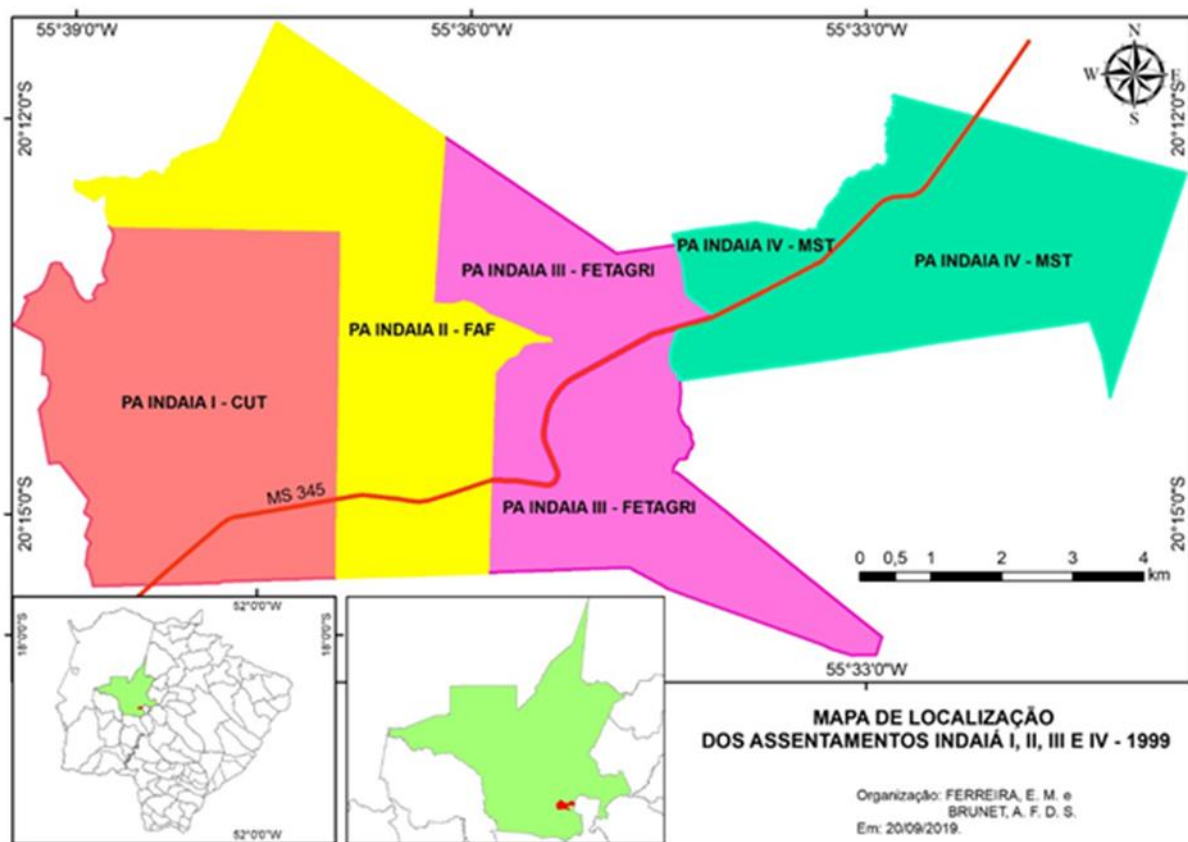 55°39'0"W
55°36'0"W
55°33'0"W
N
W
E
S
20°12'0"S
20°12'0"S
PA INDAIA IV - MST
PA INDAIA IV - MST
PA INDAIA III - FETAGRI
PA INDAIA II - FAF
PA INDAIA I - CUT
MS 345
PA INDAIA III - FETAGRI
20°15'0"S
20°15'0"S
0 0,5 1 2 3 4
km
52°0'0"W
18°0'0"S
18°0'0"S
55°33'0"W
52°0'0"W
MAPA DE LOCALIZAÇÃO
DOS ASSENTAMENTOS INDAIÁ I, II, III E IV - 1999
Organização: FERREIRA, E. M. e
BRUNET, A. F. D. S.
Em: 20/09/2019.